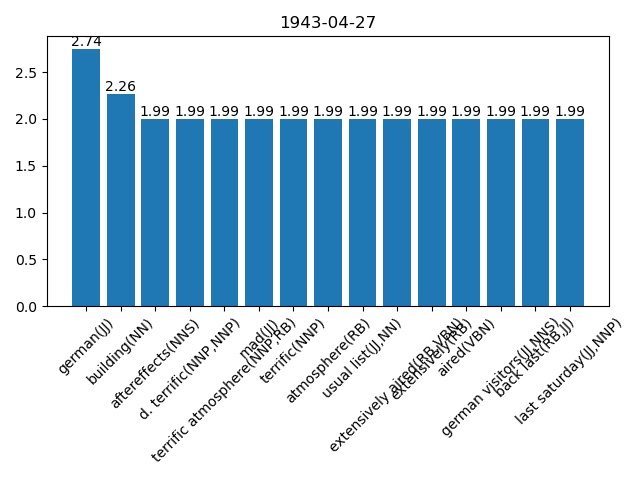 1943-04-27
2.74
2.26
1.99
1.99
1.99
1.99
1.99
1.99
1.99
1.99
1.99
1.99
1.99
1.99
1.99
2.5
2.0
1.5
1.0
0.5
0.0
german(JJ)
building(NN)
aftereffects(NNS)
d. terrific(NNP,NNP)
terrific atmosphere(NNP,RB)
mad(JJ)
terrific(NNP)
atmosphere(RB)
usual list(JJ,NN)
extensively aired(RB,VBN)
extensively(RB)
aired(VBN)
german visitors(JJ,NNS)
back last(RB,JJ)
last saturday(JJ,NNP)